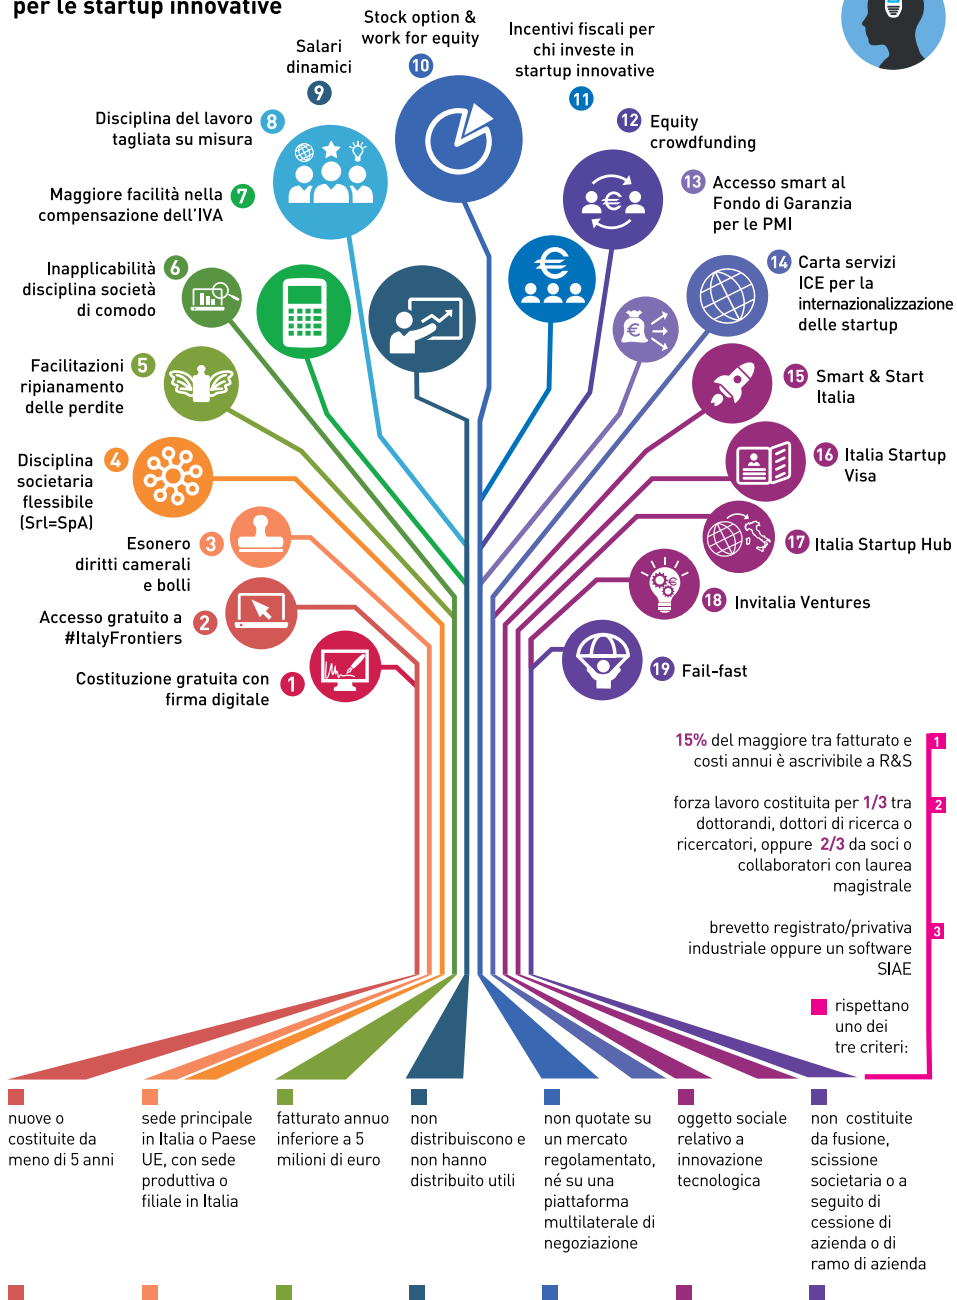 per le startup innovative
Stock option &
work for equity
10
Incentivi fiscali per
chi investe in
startup innovative
11
Salari
dinamici
9
Disciplina del lavoro
tagliata su misura
8
12
Equity
crowdfunding
Maggiore facilità nella
compensazione dell'IVA
7
13
Accesso smart al
Fondo di Garanzia
per le PMI
Inapplicabilità
disciplina società
di comodo
6
14
Carta servizi
ICE per la
internazionalizzazione
delle startup
Facilitazioni
ripianamento
delle perdite
5
15
Smart & Start
Italia
Disciplina
societaria
flessibile
(Srl=SpA)
4
16
Italia Startup
Visa
Esonero
diritti camerali
e bolli
3
17
Italia Startup Hub
Accesso gratuito a
#ItalyFrontiers
2
18
Invitalia Ventures
Costituzione gratuita con
firma digitale
1
19
Fail-fast
15% del maggiore tra fatturato e
costi annui è ascrivibile a R&S
1
forza lavoro costituita per 1/3 tra
dottorandi, dottori di ricerca o
ricercatori, oppure 2/3 da soci o
collaboratori con laurea
magistrale
2
brevetto registrato/privativa
industriale oppure un software
SIAE
3
rispettano
uno dei
tre criteri:
nuove o
costituite da
meno di 5 anni
sede principale
in Italia o Paese
UE, con sede
produttiva o
filiale in Italia
fatturato annuo
inferiore a 5
milioni di euro
non
distribuiscono e
non hanno
distribuito utili
non quotate su
un mercato
regolamentato,
né su una
piattaforma
multilaterale di
negoziazione
oggetto sociale
relativo a
innovazione
tecnologica
non costituite
da fusione,
scissione
societaria o a
seguito di
cessione di
azienda o di
ramo di azienda